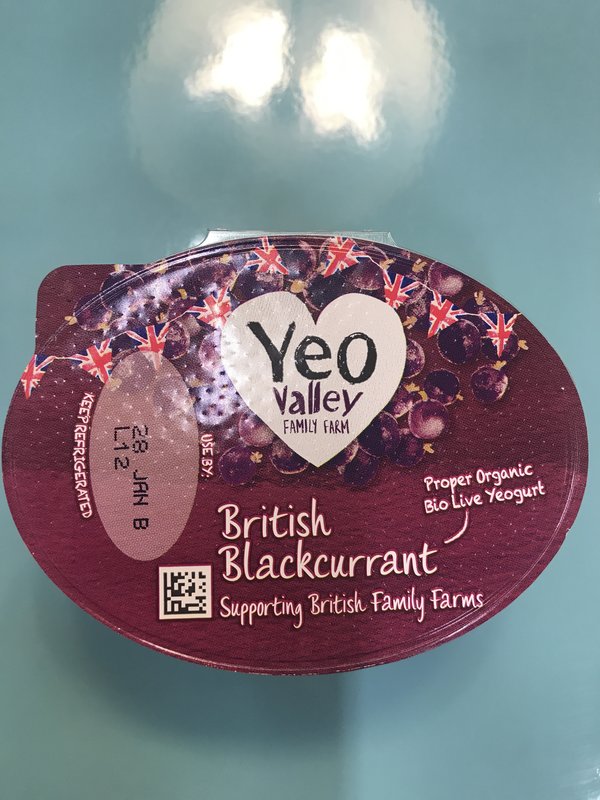 Yeo
Valley
FAMILY FARM
KEEP REFRIGERATED
USE BY:
28 JAN B
L12
Proper Organic
Bio Live Yeogurt
British
Blackcurrant
Supporting British Family Farms